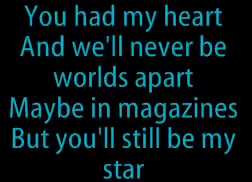 You had my heart
And we'll never be
worlds apart
Maybe in magazines
But you'll still be my
star